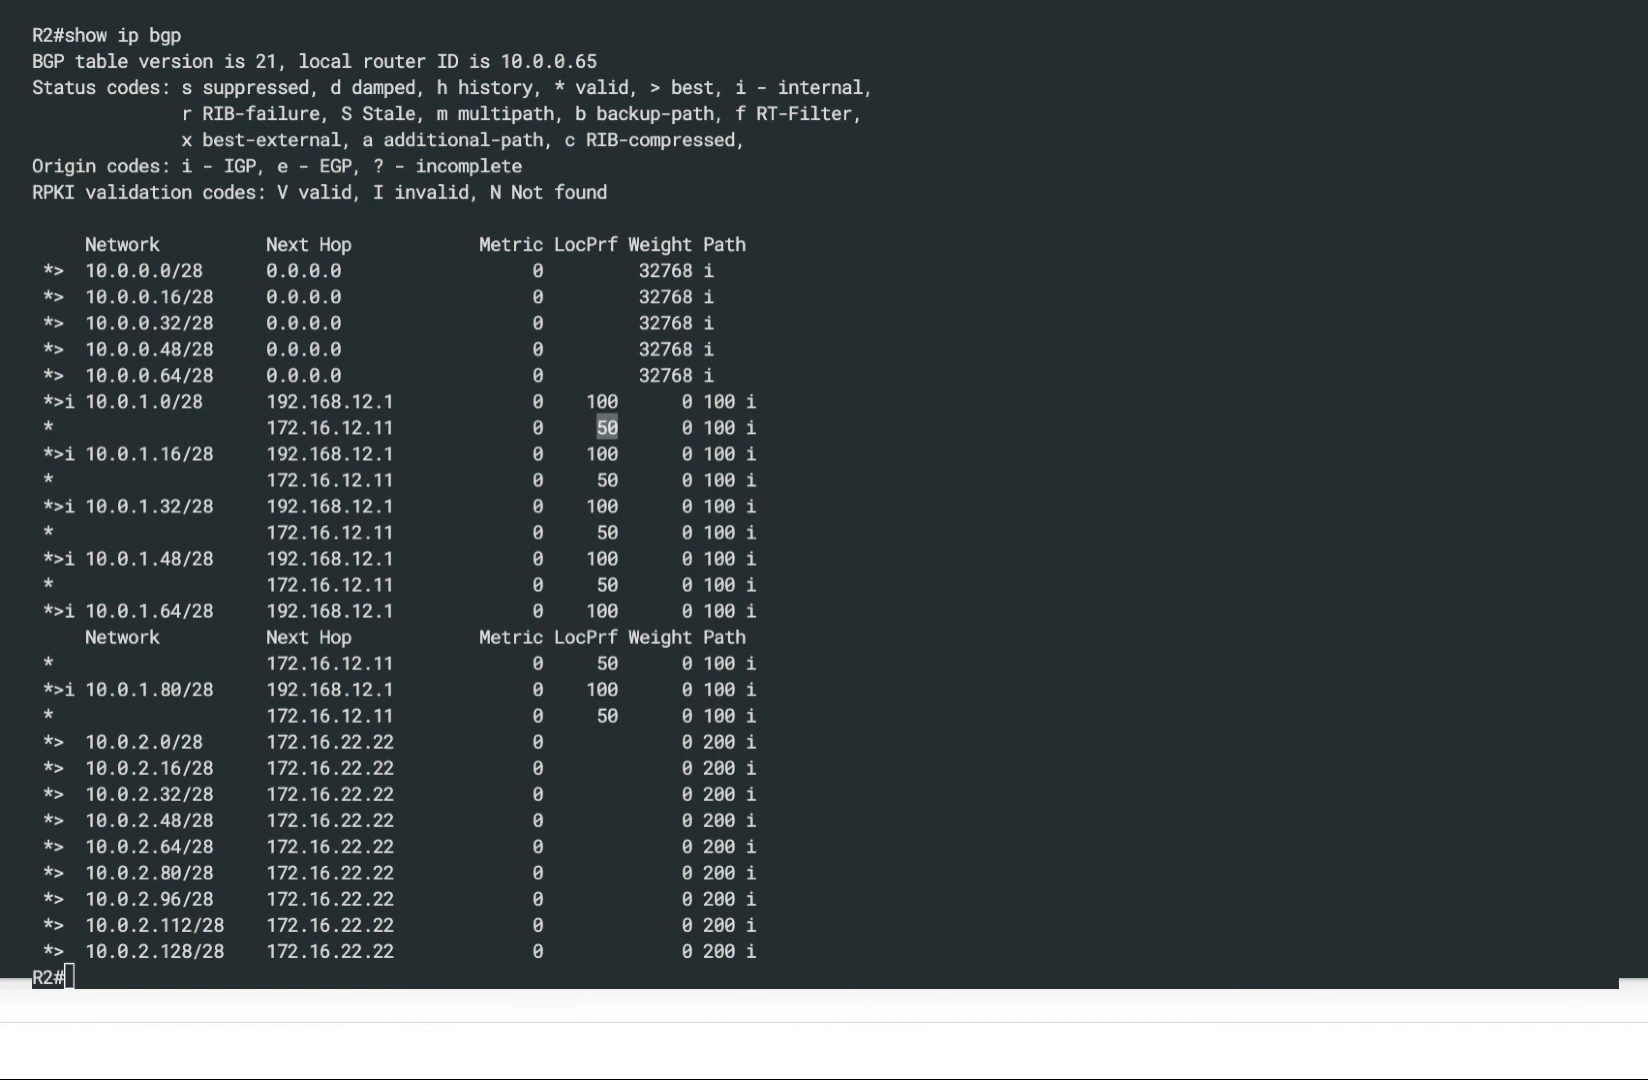 R2#show ip bgp
BGP table version is 21, local router ID is 10.0.0.65
Status codes: s suppressed, d damped, h history, * valid, > best, i - internal,
              r RIB-failure, S Stale, m multipath, b backup-path, f RT-Filter,
              x best-external, a additional-path, c RIB-compressed,
Origin codes: i - IGP, e - EGP, ? - incomplete
RPKI validation codes: V valid, I invalid, N Not found

     Network          Next Hop            Metric LocPrf Weight Path
 *>  10.0.0.0/28      0.0.0.0                  0         32768 i
 *>  10.0.0.16/28     0.0.0.0                  0         32768 i
 *>  10.0.0.32/28     0.0.0.0                  0         32768 i
 *>  10.0.0.48/28     0.0.0.0                  0         32768 i
 *>  10.0.0.64/28     0.0.0.0                  0         32768 i
 *>i 10.0.1.0/28      192.168.12.1             0    100      0 100 i
 *                    172.16.12.11             0     50      0 100 i
 *>i 10.0.1.16/28     192.168.12.1             0    100      0 100 i
 *                    172.16.12.11             0     50      0 100 i
 *>i 10.0.1.32/28     192.168.12.1             0    100      0 100 i
 *                    172.16.12.11             0     50      0 100 i
 *>i 10.0.1.48/28     192.168.12.1             0    100      0 100 i
 *                    172.16.12.11             0     50      0 100 i
 *>i 10.0.1.64/28     192.168.12.1             0    100      0 100 i
     Network          Next Hop            Metric LocPrf Weight Path
 *                    172.16.12.11             0     50      0 100 i
 *>i 10.0.1.80/28     192.168.12.1             0    100      0 100 i
 *                    172.16.12.11             0     50      0 100 i
 *>  10.0.2.0/28      172.16.22.22             0             0 200 i
 *>  10.0.2.16/28     172.16.22.22             0             0 200 i
 *>  10.0.2.32/28     172.16.22.22             0             0 200 i
 *>  10.0.2.48/28     172.16.22.22             0             0 200 i
 *>  10.0.2.64/28     172.16.22.22             0             0 200 i
 *>  10.0.2.80/28     172.16.22.22             0             0 200 i
 *>  10.0.2.96/28     172.16.22.22             0             0 200 i
 *>  10.0.2.112/28    172.16.22.22             0             0 200 i
 *>  10.0.2.128/28    172.16.22.22             0             0 200 i
R2#